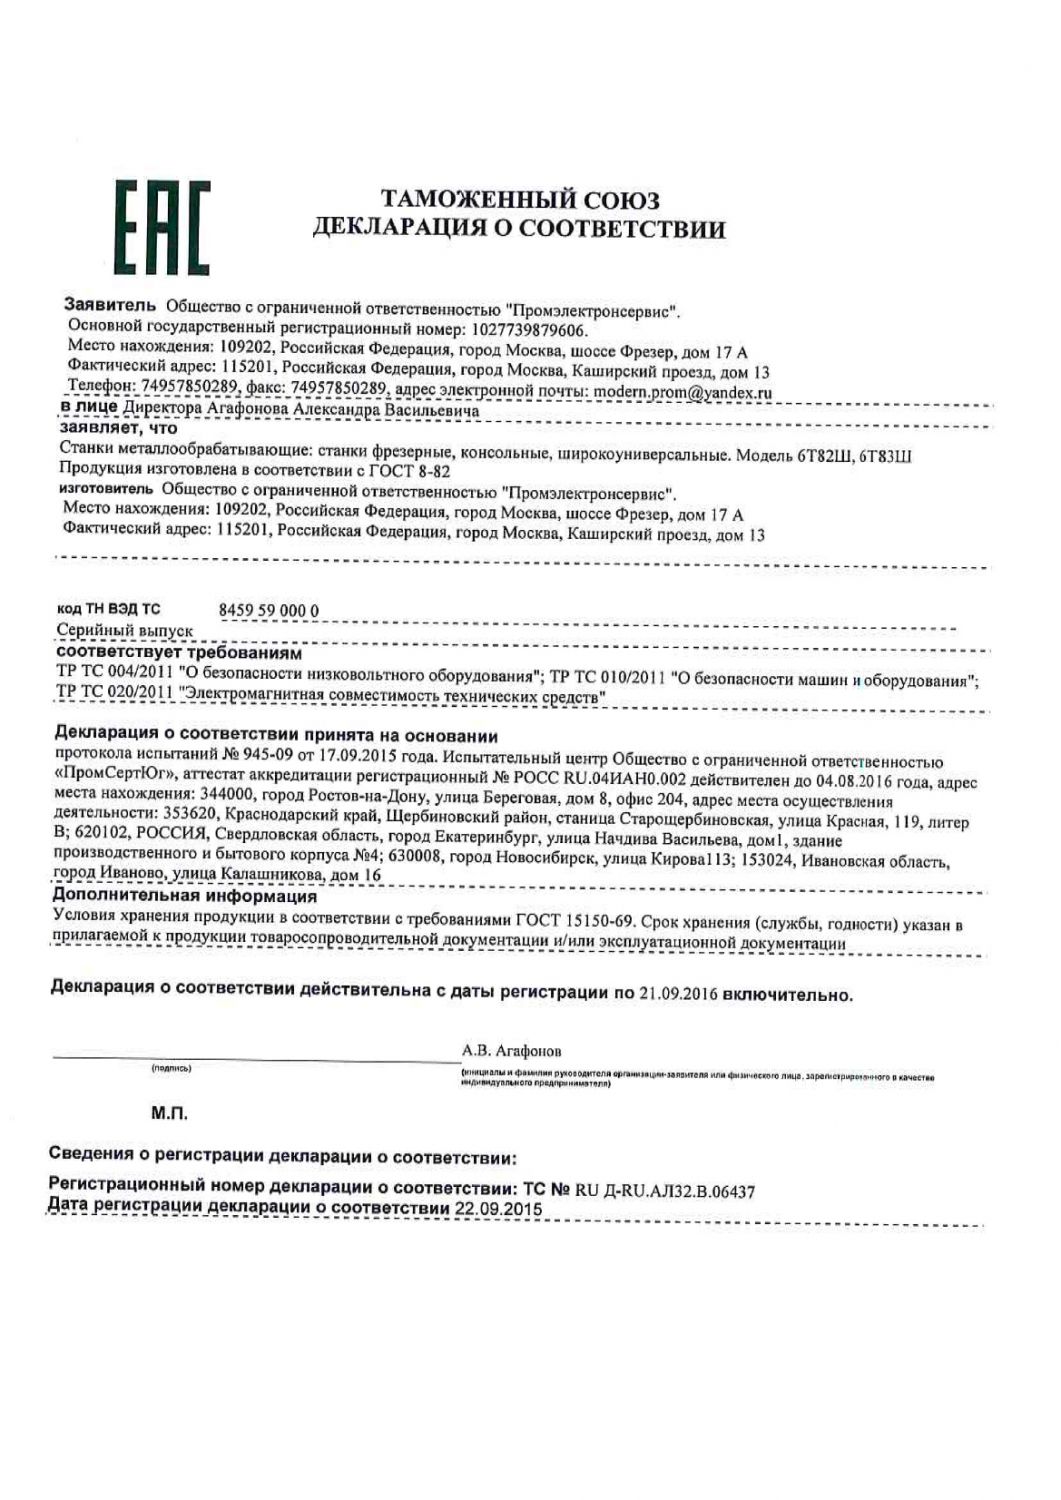 EAC
ТАМОЖЕННЫЙ СОЮЗ
ДЕКЛАРАЦИЯ О СООТВЕТСТВИИ
Заявитель Общество с ограниченной ответственностью "Промэлектронсервис".
Основной государственный регистрационный номер: 1027739879606.
Место нахождения: 109202, Российская Федерация, город Москва, шоссе Фрезер, дом 17 А
Фактический адрес: 115201, Российская Федерация, город Москва, Каширский проезд, дом 13
Телефон: 74957850289, факс: 74957850289, адрес электронной почты: modern.prom@yandex.ru
в лице Директора Агафонова Александра Васильевича
заявляет, что
Станки металлообрабатывающие: станки фрезерные, консольные, широкоуниверсальные. Модель 6Т82Ш, 6Т83Ш
Продукция изготовлена в соответствии с ГОСТ 8-82
изготовитель Общество с ограниченной ответственностью "Промэлектронсервис".
Место нахождения: 109202, Российская Федерация, город Москва, шоссе Фрезер, дом 17 А
Фактический адрес: 115201, Российская Федерация, город Москва, Каширский проезд, дом 13
код ТН ВЭД ТС 8459 59 000 0
Серийный выпуск
соответствует требованиям
ТР ТС 004/2011 "О безопасности низковольтного оборудования"; ТР ТС 010/2011 "О безопасности машин и оборудования";
ТР ТС 020/2011 "Электромагнитная совместимость технических средств"
Декларация о соответствии принята на основании
протокола испытаний № 945-09 от 17.09.2015 года. Испытательный центр Общество с ограниченной ответственностью
«ПромСертЮг», аттестат аккредитации регистрационный № РОСС RU.04ИАН0.002 действителен до 04.08.2016 года, адрес
места нахождения: 344000, город Ростов-на-Дону, улица Береговая, дом 8, офис 204, адрес места осуществления
деятельности: 353620, Краснодарский край, Щербиновский район, станица Старощербиновская, улица Красная, 119, литер
В; 620102, РОССИЯ, Свердловская область, город Екатеринбург, улица Начдива Васильева, дом1, здание
производственного и бытового корпуса №4; 630008, город Новосибирск, улица Кирова113; 153024, Ивановская область,
город Иваново, улица Калашникова, дом 16
Дополнительная информация
Условия хранения продукции в соответствии с требованиями ГОСТ 15150-69. Срок хранения (службы, годности) указан в
прилагаемой к продукции товаросопроводительной документации и/или эксплуатационной документации
Декларация о соответствии действительна с даты регистрации по 21.09.2016 включительно.
А.В. Агафонов
(подпись)
(инициалы и фамилия руководителя организации-заявителя или физического лица, зарегистрированного в качестве
индивидуального предпринимателя)
М.П.
Сведения о регистрации декларации о соответствии:
Регистрационный номер декларации о соответствии: ТС № RU Д-RU.АЛ32.В.06437
Дата регистрации декларации о соответствии 22.09.2015